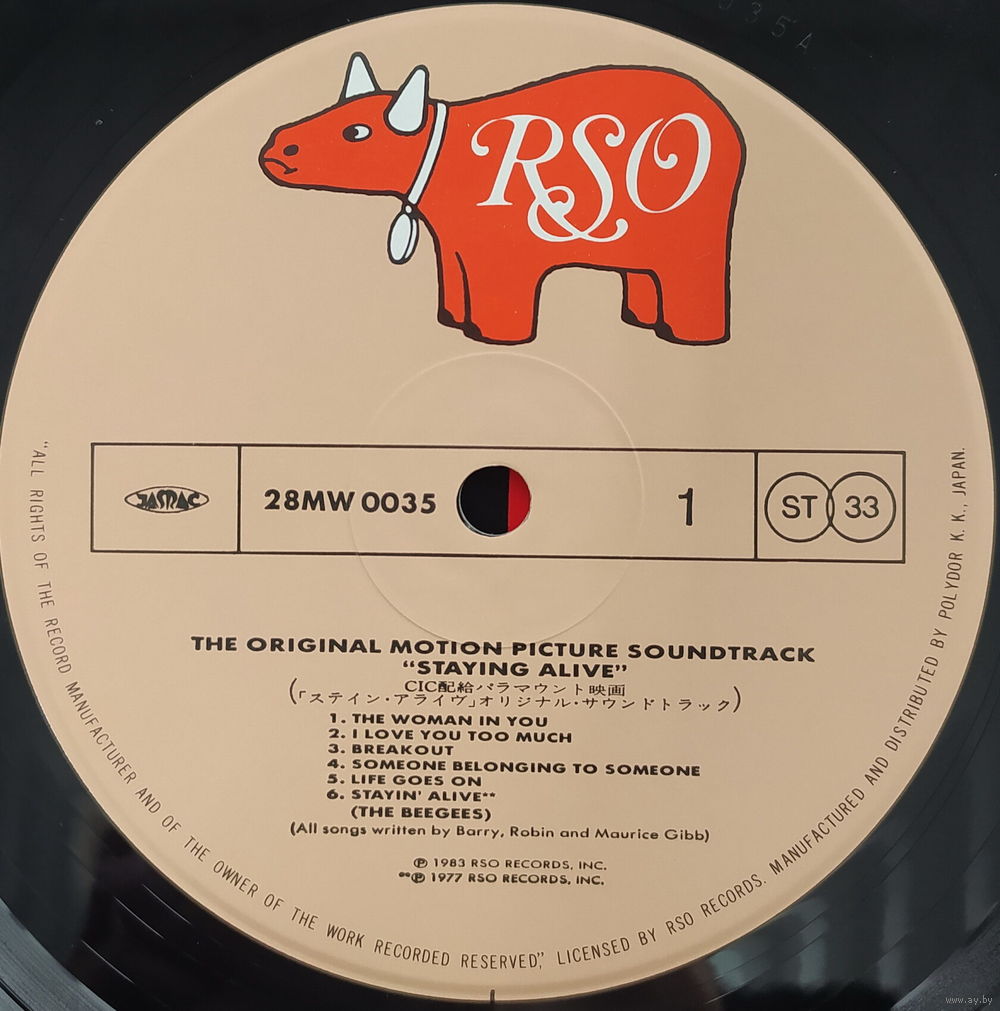 035A
RSO
JASRAC
28MW 0035
1
ST 33
THE ORIGINAL MOTION PICTURE SOUNDTRACK
“STAYING ALIVE”
(CIC配給パラマウント映画
「ステイン・アライヴ」オリジナル・サウンドトラック)
1. THE WOMAN IN YOU
2. I LOVE YOU TOO MUCH
3. BREAKOUT
4. SOMEONE BELONGING TO SOMEONE
5. LIFE GOES ON
6. STAYIN' ALIVE**
(THE BEEGEES)
(All songs written by Barry, Robin and Maurice Gibb)
℗ 1983 RSO RECORDS, INC.
**℗ 1977 RSO RECORDS, INC.
“ALL RIGHTS OF THE RECORD MANUFACTURER AND OF THE OWNER OF THE WORK RECORDED RESERVED,” LICENSED BY RSO RECORDS. MANUFACTURED AND DISTRIBUTED BY POLYDOR K. K., JAPAN.
www.ay.by